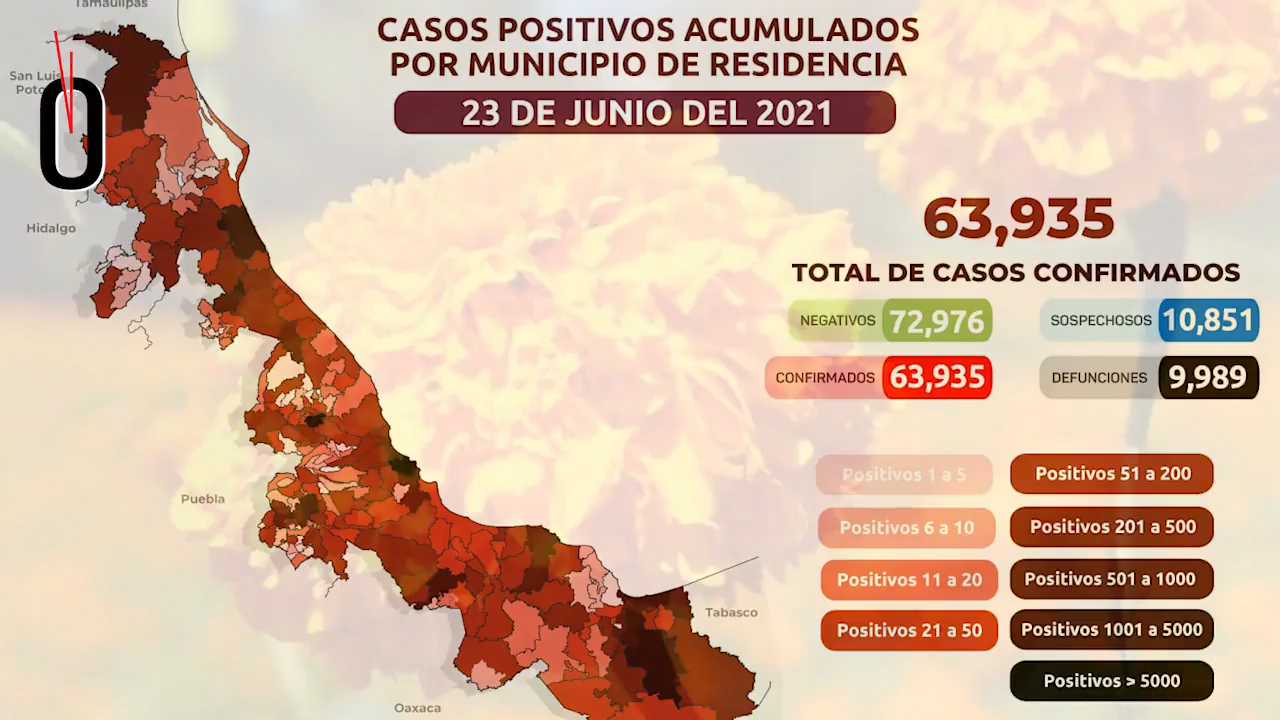 Tamaulipas
CASOS POSITIVOS ACUMULADOS
POR MUNICIPIO DE RESIDENCIA
23 DE JUNIO DEL 2021
San Luis
Poto
0
Hidalgo
63,935
TOTAL DE CASOS CONFIRMADOS
NEGATIVOS 72,976
SOSPECHOSOS 10,851
CONFIRMADOS 63,935
DEFUNCIONES 9,989
Positivos 1 a 5
Positivos 51 a 200
Puebla
Positivos 6 a 10
Positivos 201 a 500
Positivos 11 a 20
Positivos 501 a 1000
Tabasco
Positivos 21 a 50
Positivos 1001 a 5000
Positivos > 5000
Oaxaca